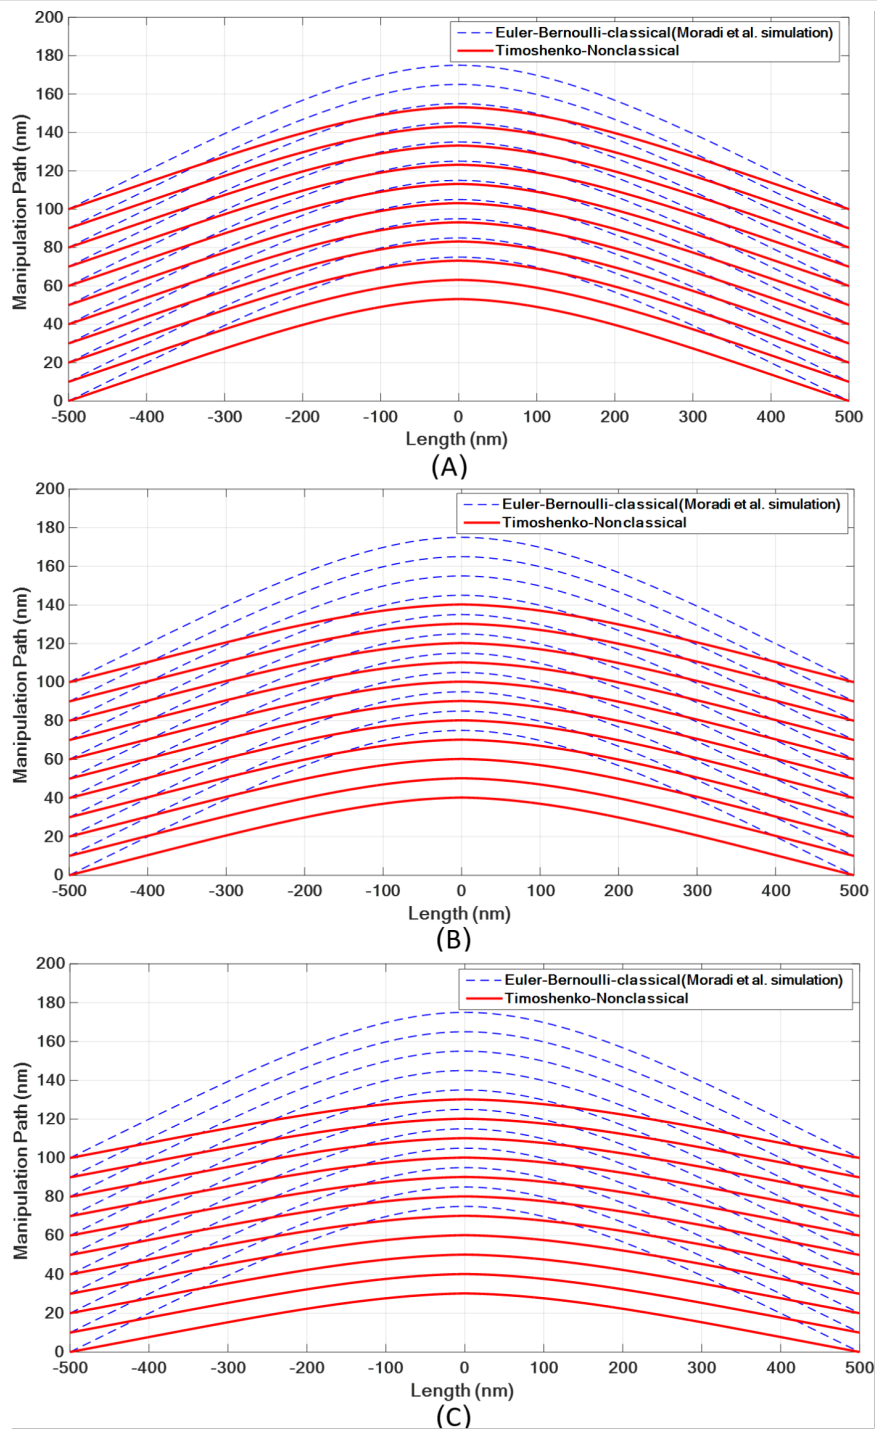 200
180
160
140
120
100
80
60
40
20
0
Manipulation Path (nm)
Euler-Bernoulli-classical(Moradi et al. simulation)
Timoshenko-Nonclassical
-500 -400 -300 -200 -100 0 100 200 300 400 500
Length (nm)
(A)
200
180
160
140
120
100
80
60
40
20
0
Manipulation Path (nm)
Euler-Bernoulli-classical(Moradi et al. simulation)
Timoshenko-Nonclassical
-500 -400 -300 -200 -100 0 100 200 300 400 500
Length (nm)
(B)
200
180
160
140
120
100
80
60
40
20
0
Manipulation Path (nm)
Euler-Bernoulli-classical(Moradi et al. simulation)
Timoshenko-Nonclassical
-500 -400 -300 -200 -100 0 100 200 300 400 500
Length (nm)
(C)